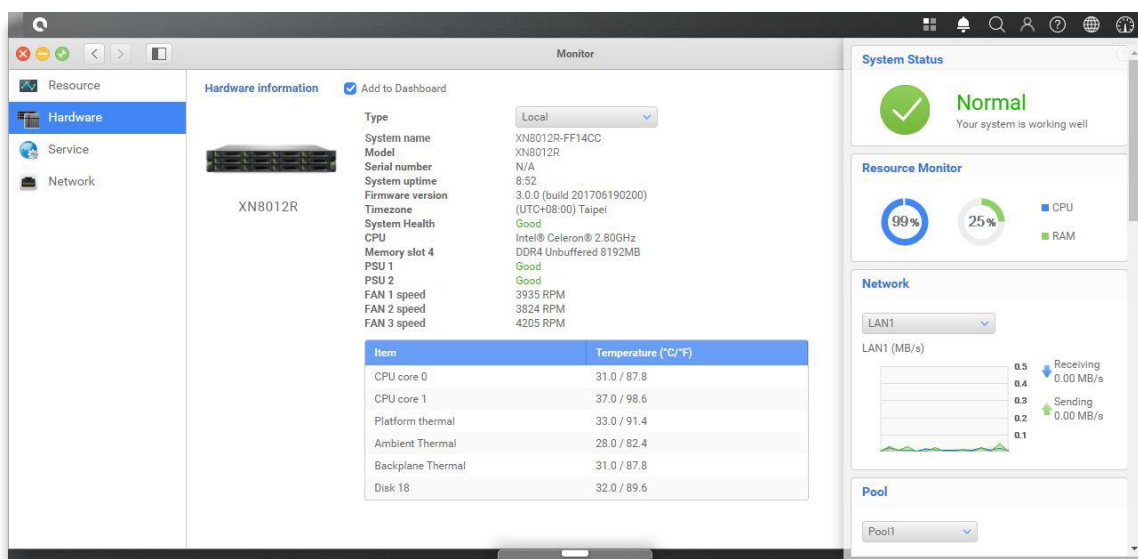 Monitor
Resource
Hardware
Service
Network
Hardware information
Add to Dashboard
XN8012R
Type Local
System name XN8012R-FF14CC
Model XN8012R
Serial number N/A
System uptime 8:52
Firmware version 3.0.0 (build 201706190200)
Timezone (UTC+08:00) Taipei
System Health Good
CPU Intel® Celeron® 2.80GHz
Memory slot 4 DDR4 Unbuffered 8192MB
PSU 1 Good
PSU 2 Good
FAN 1 speed 3935 RPM
FAN 2 speed 3824 RPM
FAN 3 speed 4205 RPM
Item Temperature (°C/°F)
CPU core 0 31.0 / 87.8
CPU core 1 37.0 / 98.6
Platform thermal 33.0 / 91.4
Ambient Thermal 28.0 / 82.4
Backplane Thermal 31.0 / 87.8
Disk 18 32.0 / 89.6
System Status
Normal
Your system is working well
Resource Monitor
99% 25%
CPU
RAM
Network
LAN1
LAN1 (MB/s)
0.5
0.4
0.3
0.2
0.1
Receiving
0.00 MB/s
Sending
0.00 MB/s
Pool
Pool1